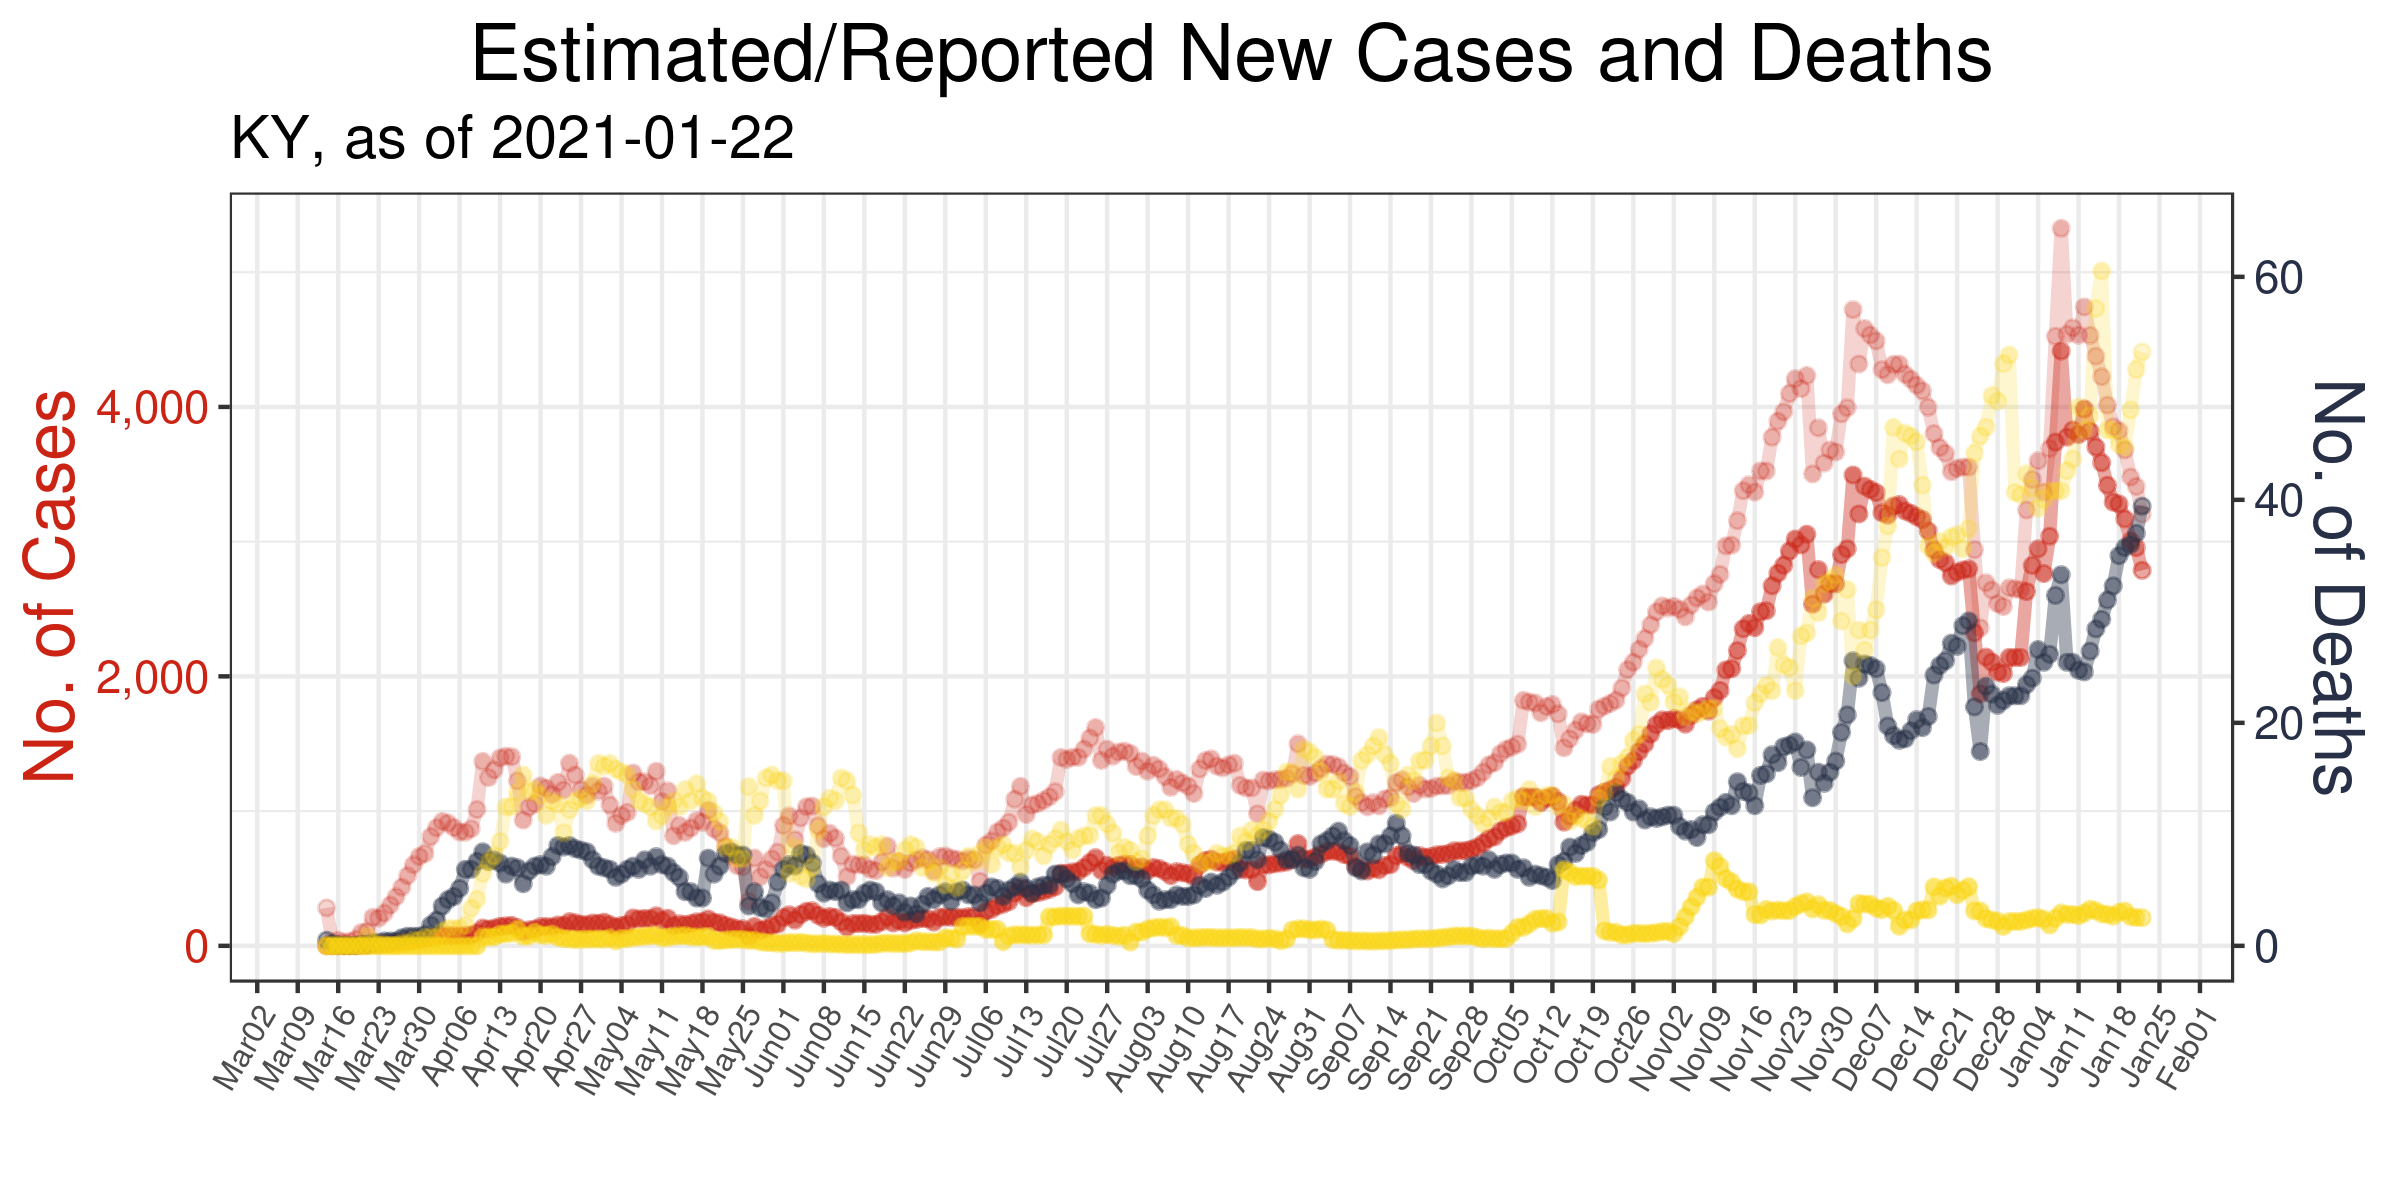 Estimated/Reported New Cases and Deaths
KY, as of 2021-01-22
No. of Cases
4,000
2,000
0
60
40
20
0
No. of Deaths
Mar02 Mar09 Mar16 Mar23 Mar30 Apr06 Apr13 Apr20 Apr27 May04 May11 May18 May25 Jun01 Jun08 Jun15 Jun22 Jun29 Jul06 Jul13 Jul20 Jul27 Aug03 Aug10 Aug17 Aug24 Aug31 Sep07 Sep14 Sep21 Sep28 Oct05 Oct12 Oct19 Oct26 Nov02 Nov09 Nov16 Nov23 Nov30 Dec07 Dec14 Dec21 Dec28 Jan04 Jan11 Jan18 Jan25 Feb01